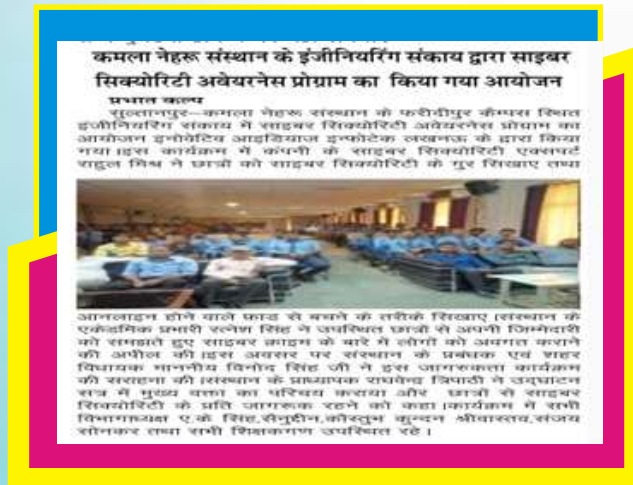 कमला नेहरू संस्थान के इंजीनियरिंग संकाय द्वारा साइबर
सिक्योरिटी अवेयरनेस प्रोग्राम का किया गया आयोजन
प्रभात कल्प
सुल्तानपुर–कमला नेहरू संस्थान के फरीदीपुर कैम्पस स्थित
इंजीनियरिंग संकाय में साइबर सिक्योरिटी अवेयरनेस प्रोग्राम का
आयोजन इनोवेटिव आइडियाज इन्फोटेक लखनऊ के द्वारा किया
गया।इस कार्यक्रम में कंपनी के साइबर सिक्योरिटी एक्सपर्ट
राहुल मिश्र ने छात्रों को साइबर सिक्योरिटी के गुर सिखाए तथा
आनलाइन होने वाले फ्राड से बचने के तरीके सिखाए।संस्थान के
एकेडमिक प्रभारी रत्नेश सिंह ने उपस्थित छात्रों से अपनी जिम्मेदारी
को समझते हुए साइबर क्राइम के बारे में लोगों को अवगत कराने
की अपील की।इस अवसर पर संस्थान के प्रबंधक एवं शहर
विधायक माननीय विनोद सिंह जी ने इस जागरूकता कार्यक्रम
की सराहना की।संस्थान के प्राध्यापक राघवेन्द्र त्रिपाठी ने उद्घाटन
सत्र में मुख्य वक्ता का परिचय कराया और छात्रों से साइबर
सिक्योरिटी के प्रति जागरूक रहने को कहा।कार्यक्रम में सभी
विभागाध्यक्ष ए.के सिंह,सैनुद्दीन,कौस्तुभ कुन्दन श्रीवास्तव,संजय
सोनकर तथा सभी शिक्षकगण उपस्थित रहे।